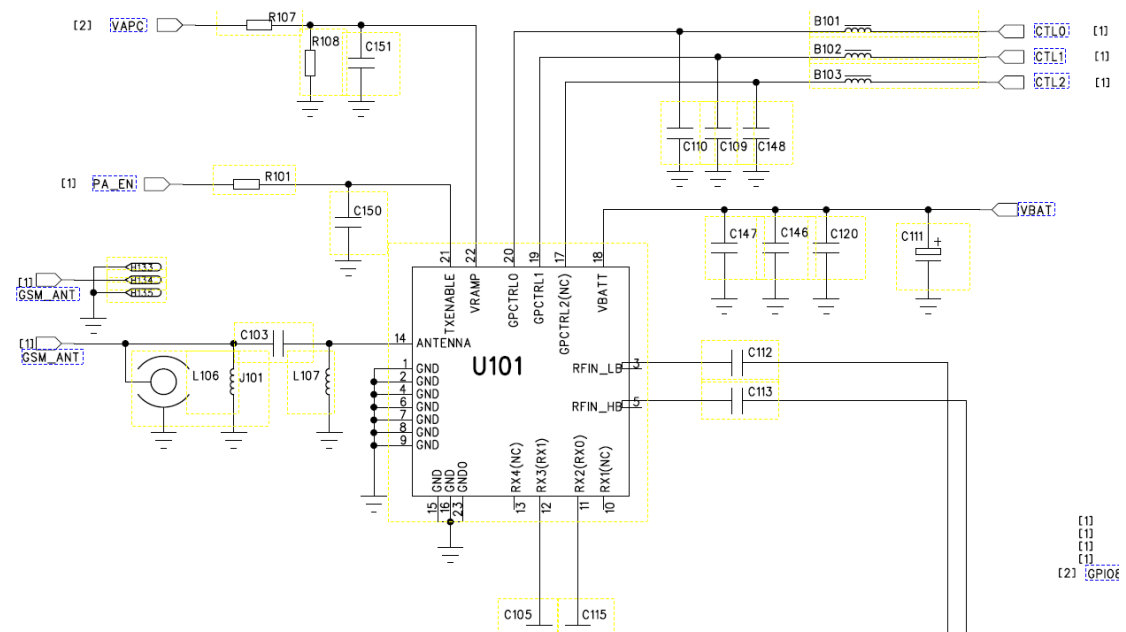 [2] VAPC R107
R108
C151
B101 CTL0 [1]
B102 CTL1 [1]
B103 CTL2 [1]
C110 C109 C148
[1] PA_EN R101
C150
VBAT
C147 C146 C120 C111 +
21 22 20 19 17 18
TXENABLE
VRAMP
GPCTRL0
GPCTRL1
GPCTRL2(NC)
VBATT
[1]
GSM_ANT
H133
H134
H135
[1]
GSM_ANT
C103
14 ANTENNA
L106 J101 L107
U101
1 GND
2 GND
4 GND
6 GND
7 GND
8 GND
9 GND
RFIN_LB 3 C112
RFIN_HB 5 C113
GND
GND
GND0
RX4(NC)
RX3(RX1)
RX2(RX0)
RX1(NC)
15 16 23 13 12 11 10
C105 C115
[1]
[1]
[1]
[1]
[2] GPIO8